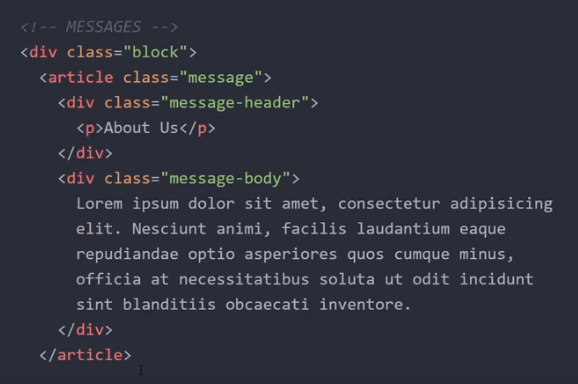 <!-- MESSAGES -->
<div class="block">
<article class="message">
<div class="message-header">
<p>About Us</p>
</div>
<div class="message-body">
Lorem ipsum dolor sit amet, consectetur adipisicing
elit. Nesciunt animi, facilis laudantium eaque
repudiandae optio asperiores quos cumque minus,
officia at necessitatibus soluta ut odit incidunt
sint blanditiis obcaecati inventore.
</div>
</article>